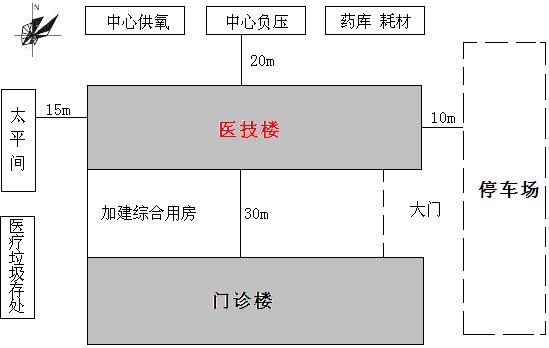 N
中心供氧
中心负压
药库 耗材
20m
太平间
15m
医技楼
10m
停车场
加建综合用房
30m
大门
医疗垃圾存处
门诊楼